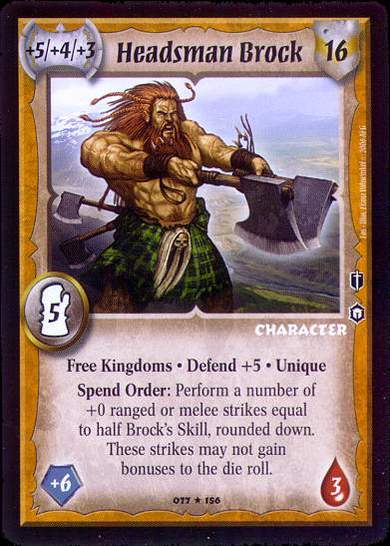 +5/+4/+3
Headsman Brock
16
5
CHARACTER
Free Kingdoms • Defend +5 • Unique
Spend Order: Perform a number of
+0 ranged or melee strikes equal
to half Brock's Skill, rounded down.
These strikes may not gain
bonuses to the die roll.
+6
077 ★ 156
3